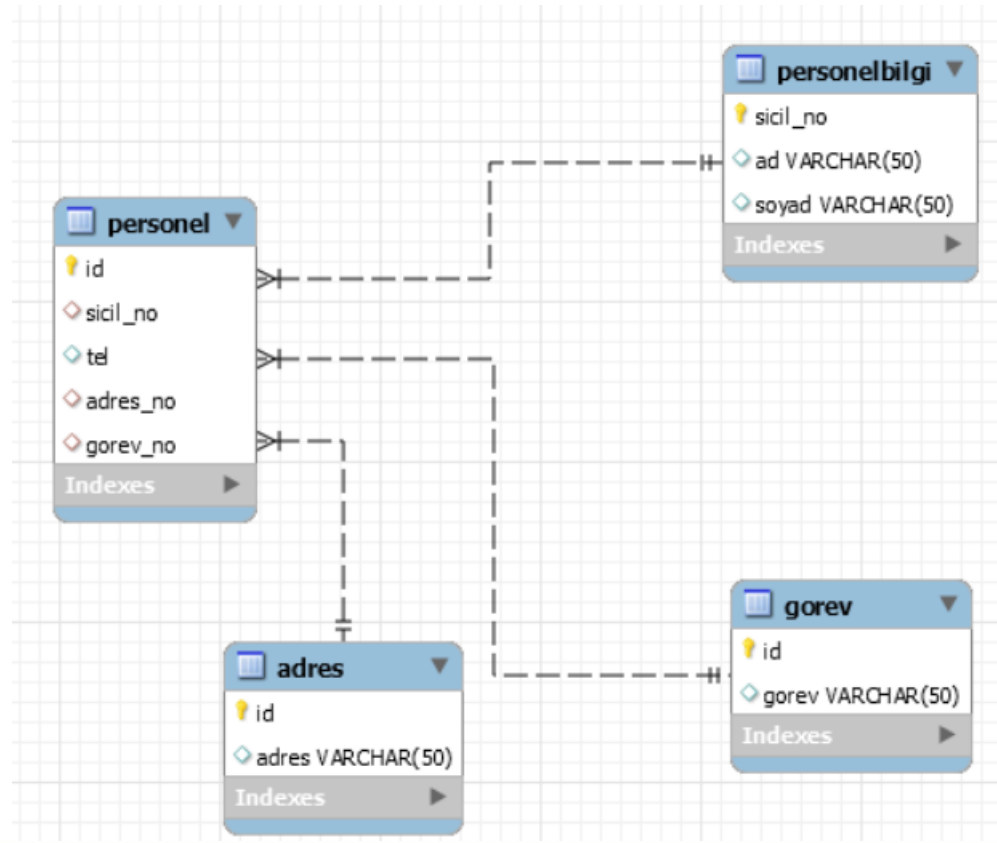 personel
id
sicil_no
tel
adres_no
gorev_no
Indexes
personelbilgi
sicil_no
ad VARCHAR(50)
soyad VARCHAR(50)
Indexes
adres
id
adres VARCHAR(50)
Indexes
gorev
id
gorev VARCHAR(50)
Indexes